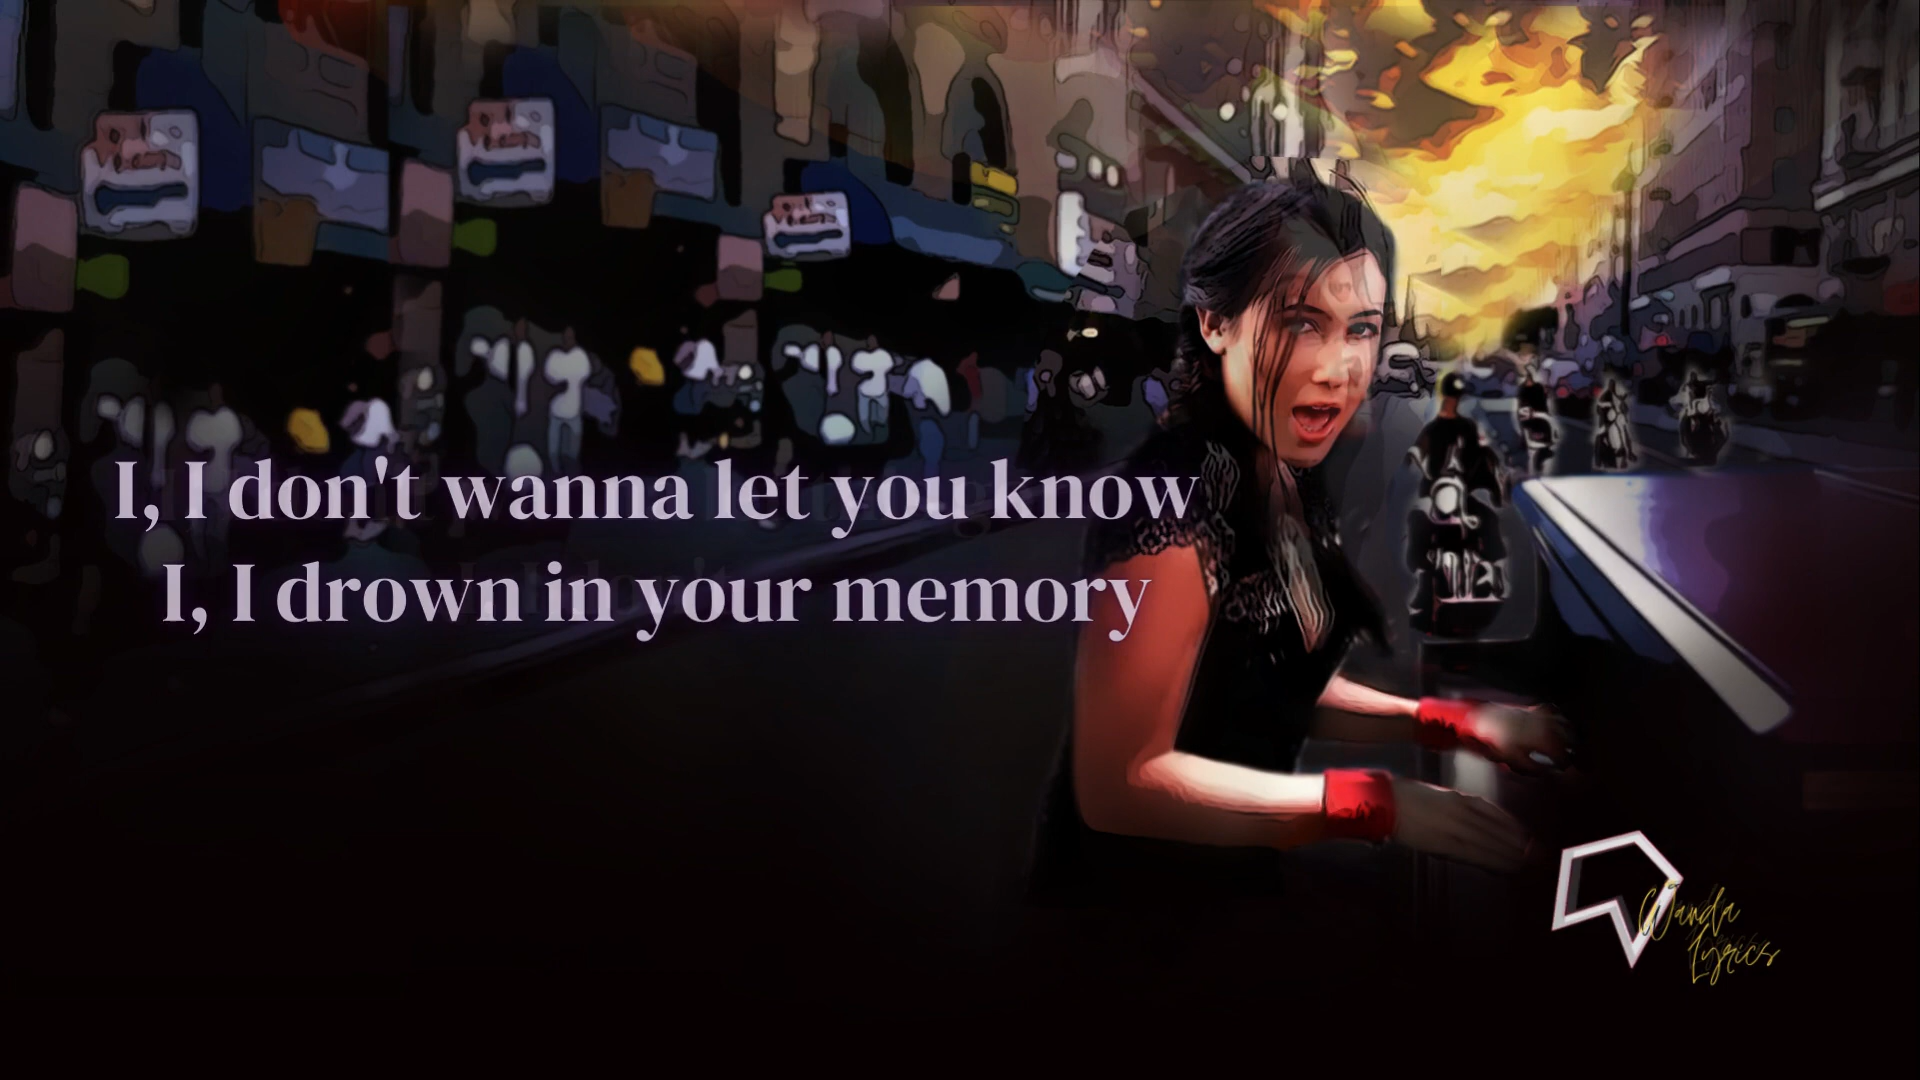 I, I don't wanna let you know
I, I drown in your memory
Wanda
Lyrics